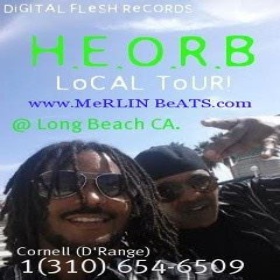 DiGiTAL FLeSH ReCoRDS
H.E.O.R.B
LoCAL ToUR!
www.MeRLIN BeATS.com
@ Long Beach CA.
Cornell (D'Range)
1(310) 654-6509